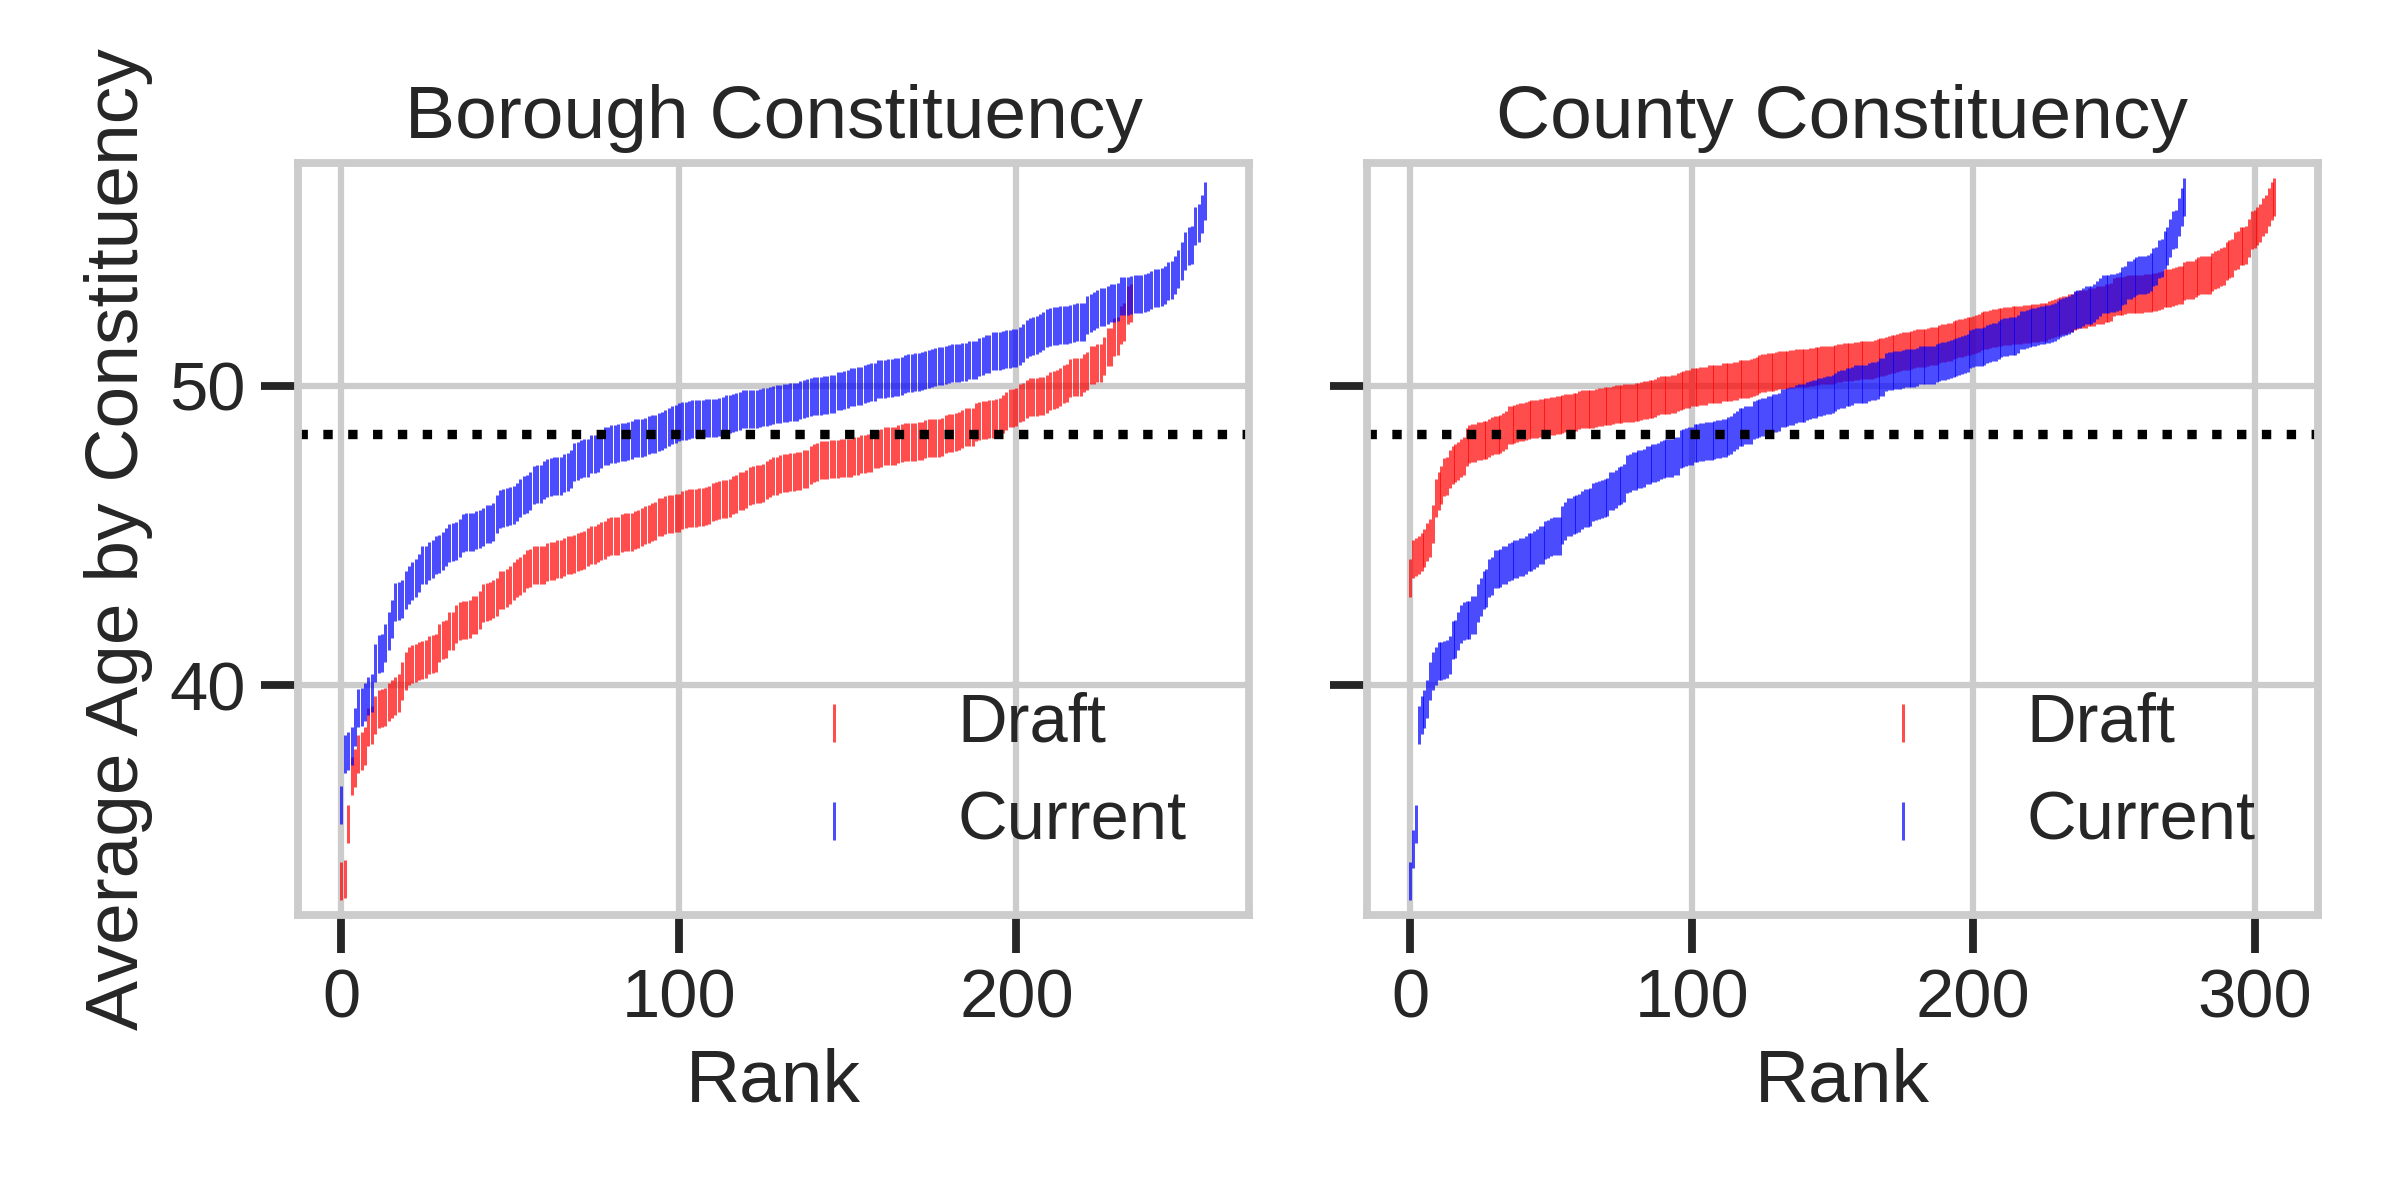 Borough Constituency
County Constituency
Average Age by Constituency
50
40
Draft
Current
Draft
Current
0 100 200
0 100 200 300
Rank
Rank